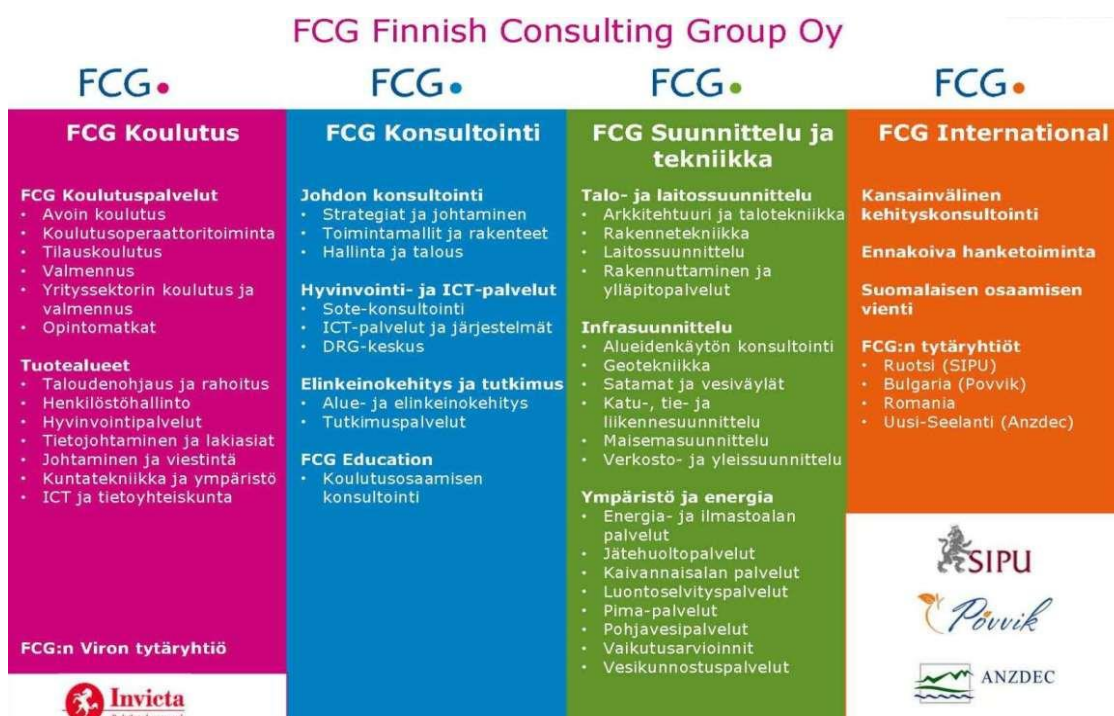 FCG Finnish Consulting Group Oy
FCG
FCG
FCG
FCG
FCG Koulutus
FCG Koulutuspalvelut
• Avoin koulutus
• Koulutusoperaattoritoiminta
• Tilauskoulutus
• Valmennus
• Yrityssektorin koulutus ja
valmennus
• Opintomatkat
Tuotealueet
• Taloudenohjaus ja rahoitus
• Henkilöstöhallinto
• Hyvinvointipalvelut
• Tietojohtaminen ja lakiasiat
• Johtaminen ja viestintä
• Kuntatekniikka ja ympäristö
• ICT ja tietoyhteiskunta
FCG:n Viron tytäryhtiö
Invicta
FCG Konsultointi
Johdon konsultointi
• Strategiat ja johtaminen
• Toimintamallit ja rakenteet
• Hallinta ja talous
Hyvinvointi- ja ICT-palvelut
• Sote-konsultointi
• ICT-palvelut ja järjestelmät
• DRG-keskus
Elinkeinokehitys ja tutkimus
• Alue- ja elinkeinokehitys
• Tutkimuspalvelut
FCG Education
• Koulutusosaamisen
konsultointi
FCG Suunnittelu ja
tekniikka
Talo- ja laitossuunnittelu
• Arkkitehtuuri ja talotekniikka
• Rakennetekniikka
• Laitossuunnittelu
• Rakennuttaminen ja
ylläpitopalvelut
Infrasuunnittelu
• Alueidenkäytön konsultointi
• Geotekniikka
• Satamat ja vesiväylät
• Katu-, tie- ja
liikennesuunnittelu
• Maisemasuunnittelu
• Verkosto- ja yleissuunnittelu
Ympäristö ja energia
• Energia- ja ilmastoalan
palvelut
• Jätehuoltopalvelut
• Kaivannaisalan palvelut
• Luontoselvityspalvelut
• Pima-palvelut
• Pohjavesipalvelut
• Vaikutusarvioinnit
• Vesikunnostuspalvelut
FCG International
Kansainvälinen
kehityskonsultointi
Ennakoiva hanketoiminta
Suomalaisen osaamisen
vienti
FCG:n tytäryhtiöt
• Ruotsi (SIPU)
• Bulgaria (Povvik)
• Romania
• Uusi-Seelanti (Anzdec)
SIPU
Povvik
ANZDEC